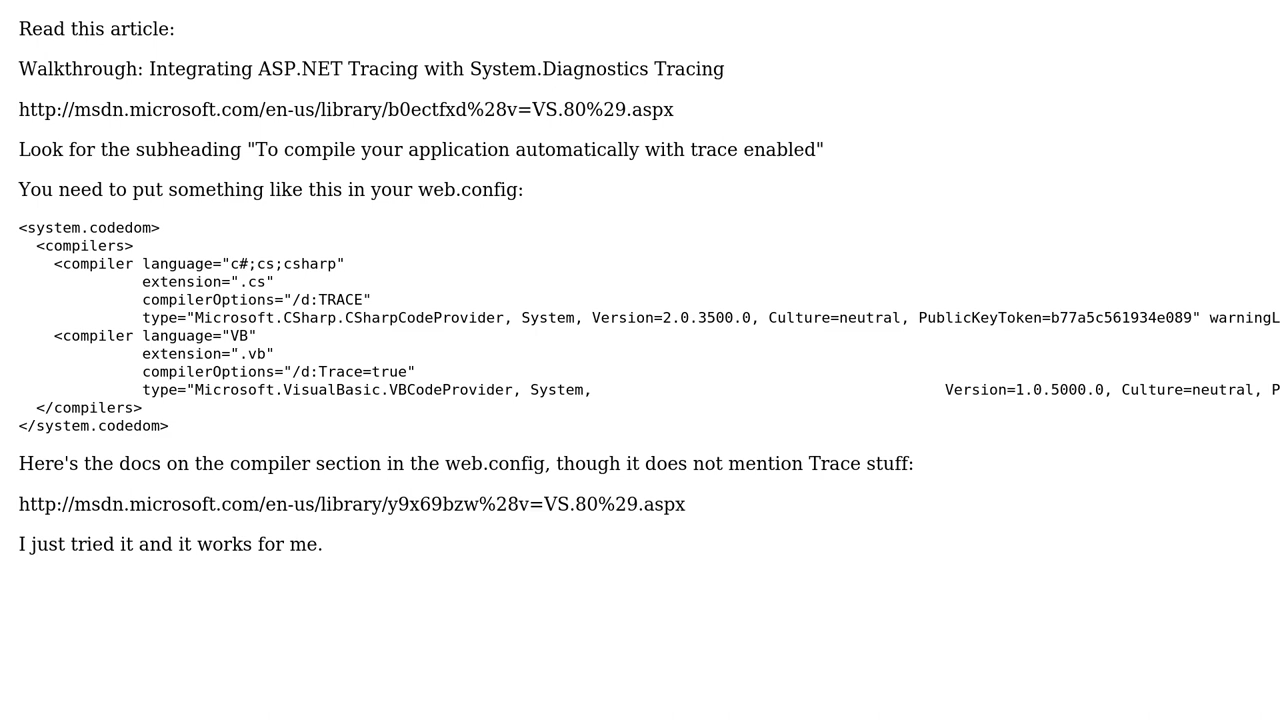 Read this article:
Walkthrough: Integrating ASP.NET Tracing with System.Diagnostics Tracing
http://msdn.microsoft.com/en-us/library/b0ectfxd%28v=VS.80%29.aspx
Look for the subheading "To compile your application automatically with trace enabled"
You need to put something like this in your web.config:
<system.codedom>
  <compilers>
    <compiler language="c#;cs;csharp"
              extension=".cs"
              compilerOptions="/d:TRACE"
              type="Microsoft.CSharp.CSharpCodeProvider, System, Version=2.0.3500.0, Culture=neutral, PublicKeyToken=b77a5c561934e089" warningL
    <compiler language="VB"
              extension=".vb"
              compilerOptions="/d:Trace=true"
              type="Microsoft.VisualBasic.VBCodeProvider, System,                                        Version=1.0.5000.0, Culture=neutral, P
  </compilers>
</system.codedom>
Here's the docs on the compiler section in the web.config, though it does not mention Trace stuff:
http://msdn.microsoft.com/en-us/library/y9x69bzw%28v=VS.80%29.aspx
I just tried it and it works for me.